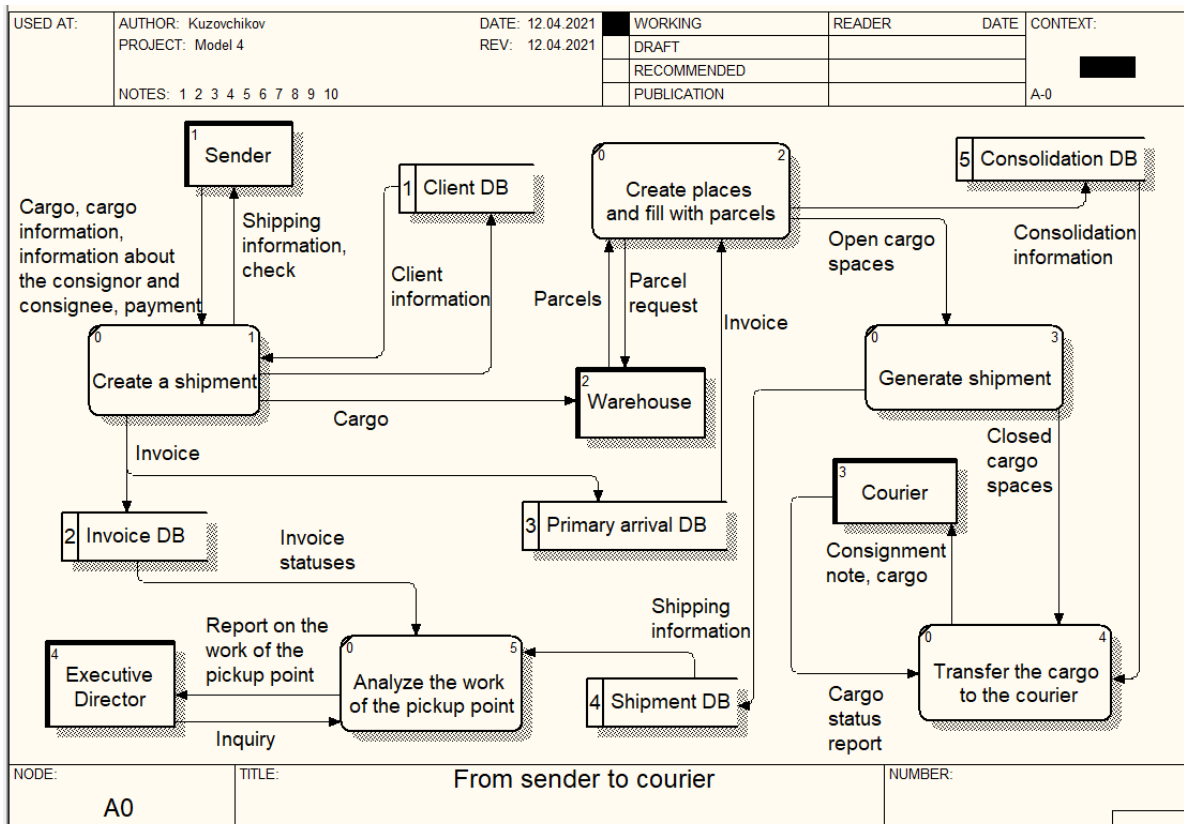 USED AT:
AUTHOR: Kuzovchikov
DATE: 12.04.2021
PROJECT: Model 4
REV: 12.04.2021
NOTES: 1 2 3 4 5 6 7 8 9 10
WORKING
DRAFT
RECOMMENDED
PUBLICATION
READER
DATE
CONTEXT:
A-0
1
Sender
1
Client DB
0
2
Create places
and fill with parcels
5
Consolidation DB
Cargo, cargo
information,
information about
the consignor and
consignee, payment
Shipping
information,
check
Client
information
Parcels
Parcel
request
Invoice
Open cargo
spaces
Consolidation
information
0
1
Create a shipment
Cargo
2
Warehouse
0
3
Generate shipment
Invoice
Closed
cargo
spaces
3
Courier
2
Invoice DB
3
Primary arrival DB
Invoice
statuses
Consignment
note, cargo
Shipping
information
Report on the
work of the
pickup point
4
Executive
Director
0
5
Analyze the work
of the pickup point
Inquiry
4
Shipment DB
0
4
Transfer the cargo
to the courier
Cargo
status
report
NODE:
A0
TITLE:
From sender to courier
NUMBER: